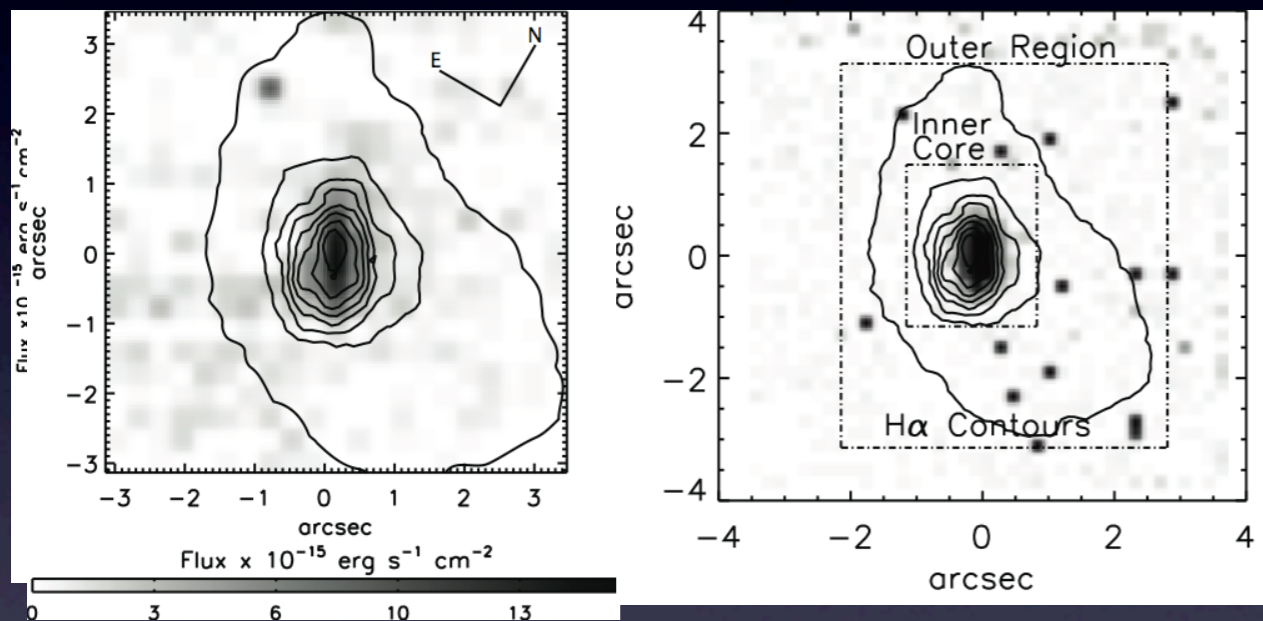 N
E
3
2
1
0
−1
−2
−3
−3 −2 −1 0 1 2 3
arcsec
arcsec
Flux x10⁻¹⁵ erg s⁻¹ cm⁻²
Flux x 10⁻¹⁵ erg s⁻¹ cm⁻²
0 3 6 10 13
Outer Region
Inner
Core
Hα Contours
4
2
0
−2
−4
−4 −2 0 2 4
arcsec
arcsec